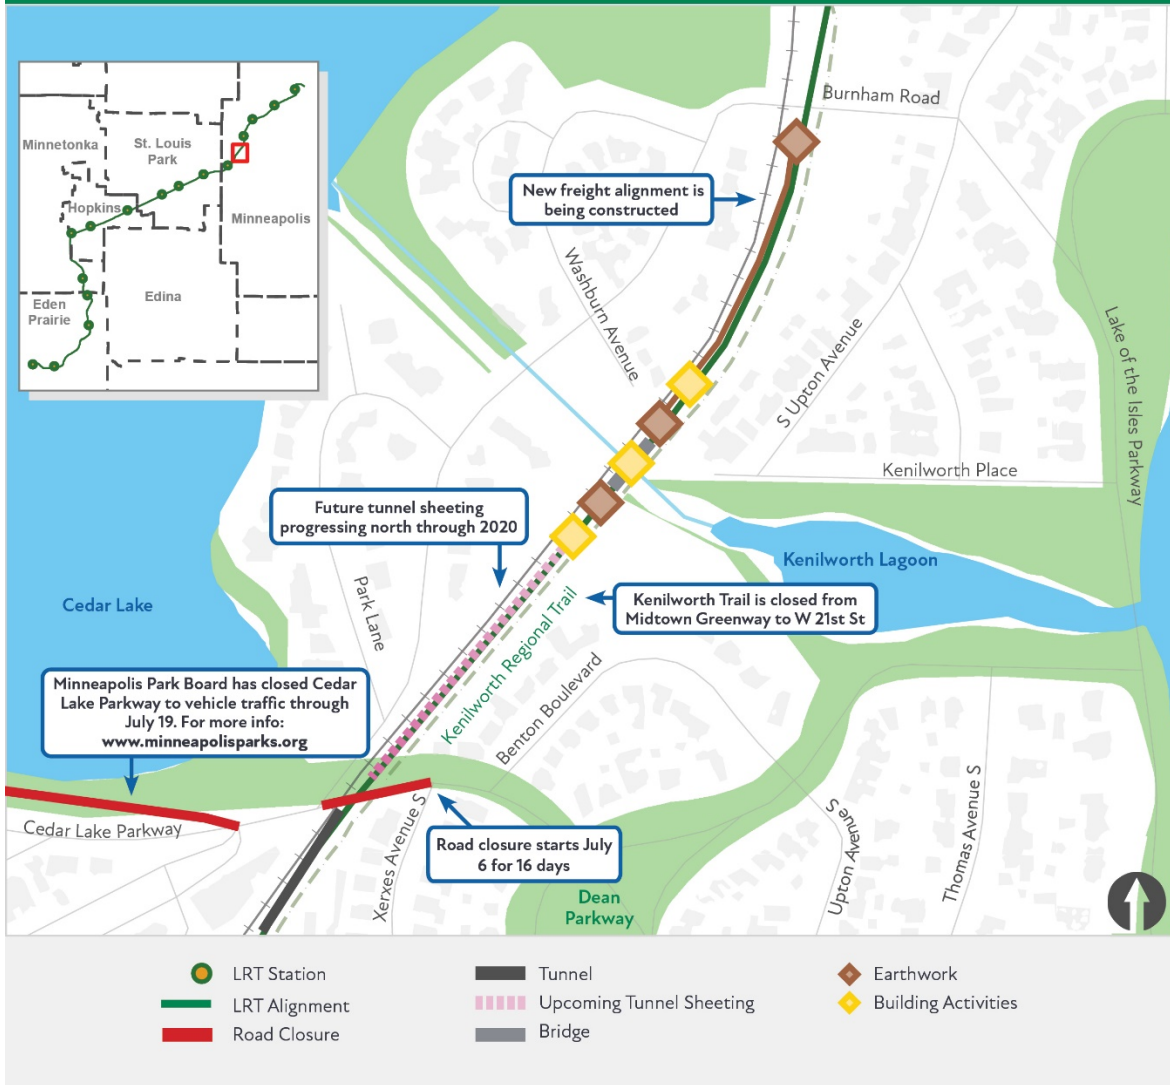 Burnham Road
Minnetonka
St. Louis
Park
Hopkins
Minneapolis
Eden
Prairie
Edina
New freight alignment is
being constructed
Washburn Avenue
S Upton Avenue
Lake of the Isles Parkway
Kenilworth Place
Future tunnel sheeting
progressing north through 2020
Kenilworth Lagoon
Cedar Lake
Park Lane
Kenilworth Regional Trail
Kenilworth Trail is closed from
Midtown Greenway to W 21st St
Minneapolis Park Board has closed Cedar
Lake Parkway to vehicle traffic through
July 19. For more info:
www.minneapolisparks.org
Benton Boulevard
Cedar Lake Parkway
Xerxes Avenue S
Road closure starts July
6 for 16 days
Upton Avenue S
Thomas Avenue S
Dean
Parkway
LRT Station
LRT Alignment
Road Closure
Tunnel
Upcoming Tunnel Sheeting
Bridge
Earthwork
Building Activities